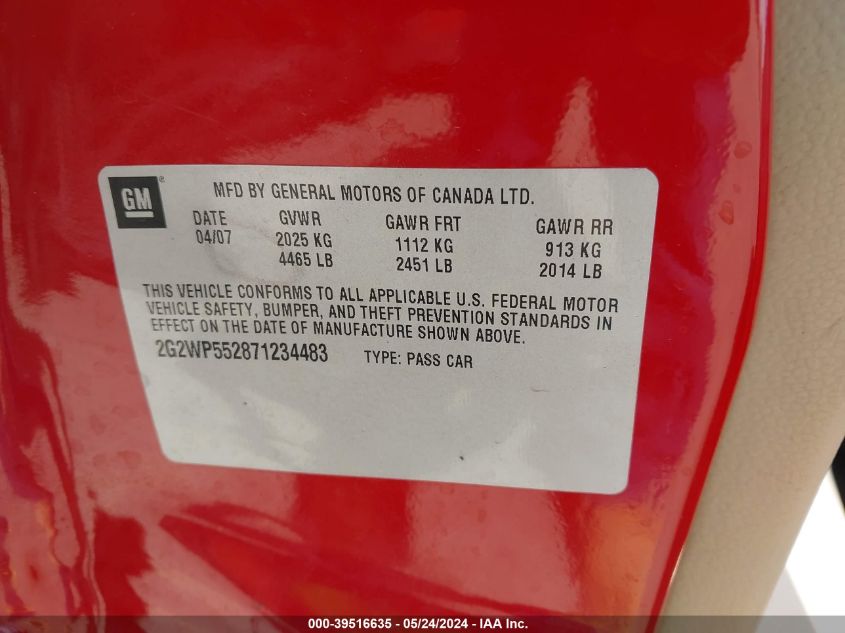 GM ®
MFD BY GENERAL MOTORS OF CANADA LTD.
DATE GVWR GAWR FRT GAWR RR
04/07 2025 KG 1112 KG 913 KG
4465 LB 2451 LB 2014 LB
THIS VEHICLE CONFORMS TO ALL APPLICABLE U.S. FEDERAL MOTOR
VEHICLE SAFETY, BUMPER, AND THEFT PREVENTION STANDARDS IN
EFFECT ON THE DATE OF MANUFACTURE SHOWN ABOVE.
2G2WP552871234483 TYPE: PASS CAR
000-39516635 - 05/24/2024 - IAA Inc.